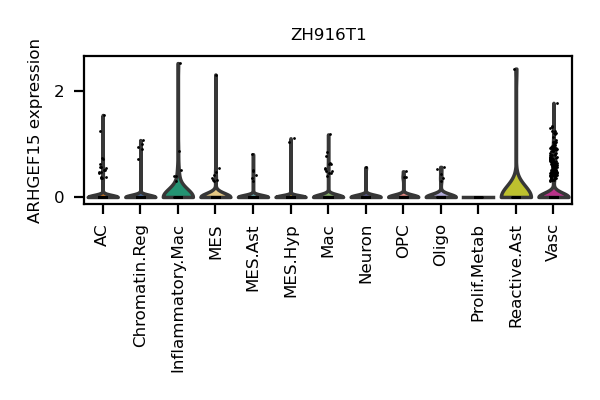 ZH916T1
ARHGEF15 expression
2
0
AC
Chromatin.Reg
Inflammatory.Mac
MES
MES.Ast
MES.Hyp
Mac
Neuron
OPC
Oligo
Prolif.Metab
Reactive.Ast
Vasc